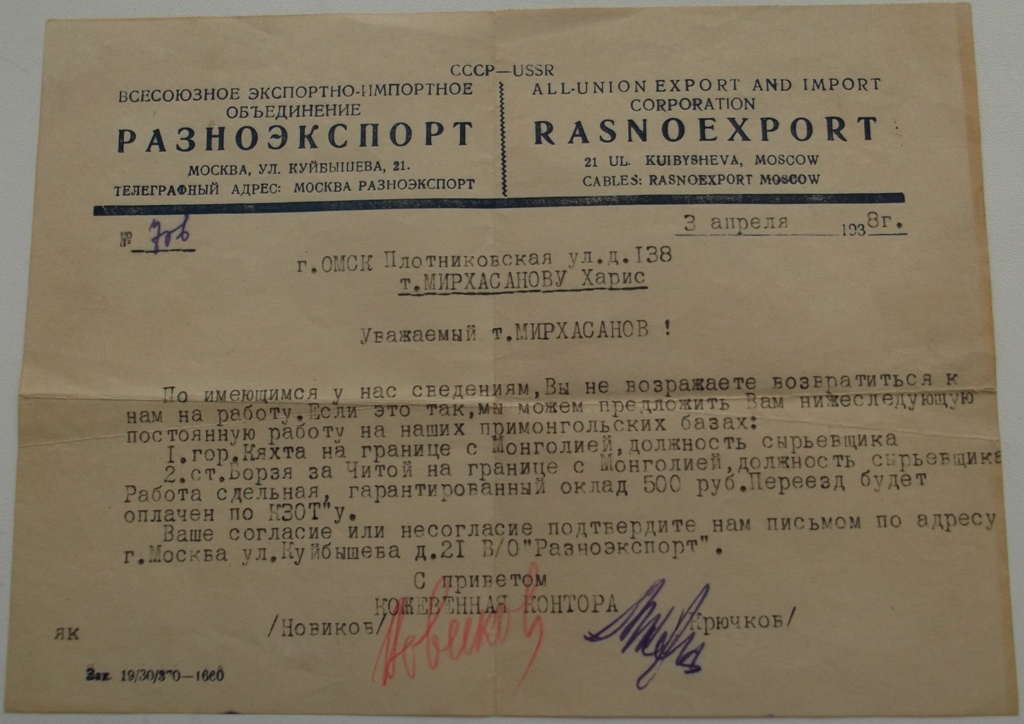 СССР—USSR
ВСЕСОЮЗНОЕ ЭКСПОРТНО-ИМПОРТНОЕ
ОБЪЕДИНЕНИЕ
РАЗНОЭКСПОРТ
МОСКВА, УЛ. КУЙБЫШЕВА, 21.
ТЕЛЕГРАФНЫЙ АДРЕС: МОСКВА РАЗНОЭКСПОРТ
ALL-UNION EXPORT AND IMPORT
CORPORATION
RASNOEXPORT
21 UL. KUIBYSHEVA, MOSCOW
CABLES: RASNOEXPORT MOSCOW
№ 706
3 апреля 1938г.
г.ОМСК Плотниковская ул.д.I38
т.МИРХАСАНОВУ Харис
Уважаемый т.МИРХАСАНОВ !
По имеющимся у нас сведениям,Вы не возражаете возвратиться к
нам на работу.Если это так,мы можем предложить Вам нижеследующую
постоянную работу на наших примонгольских базах:
I.гор.Кяхта на границе с Монголией,должность сырьевщика
2.ст.Борзя за Читой на границе с Монголией,должность сырьевщика
Работа сдельная, гарантированный оклад 500 руб.Переезд будет
оплачен по КЗОТ"у.
Ваше согласие или несогласие подтвердите нам письмом по адресу
г.Москва ул.Куйбышева д.2I В/О"Разноэкспорт".
С приветом
КОЖЕВЕННАЯ КОНТОРА
/Новиков/ Новиков Крючков/
як
Зак. 19/30/370—1660